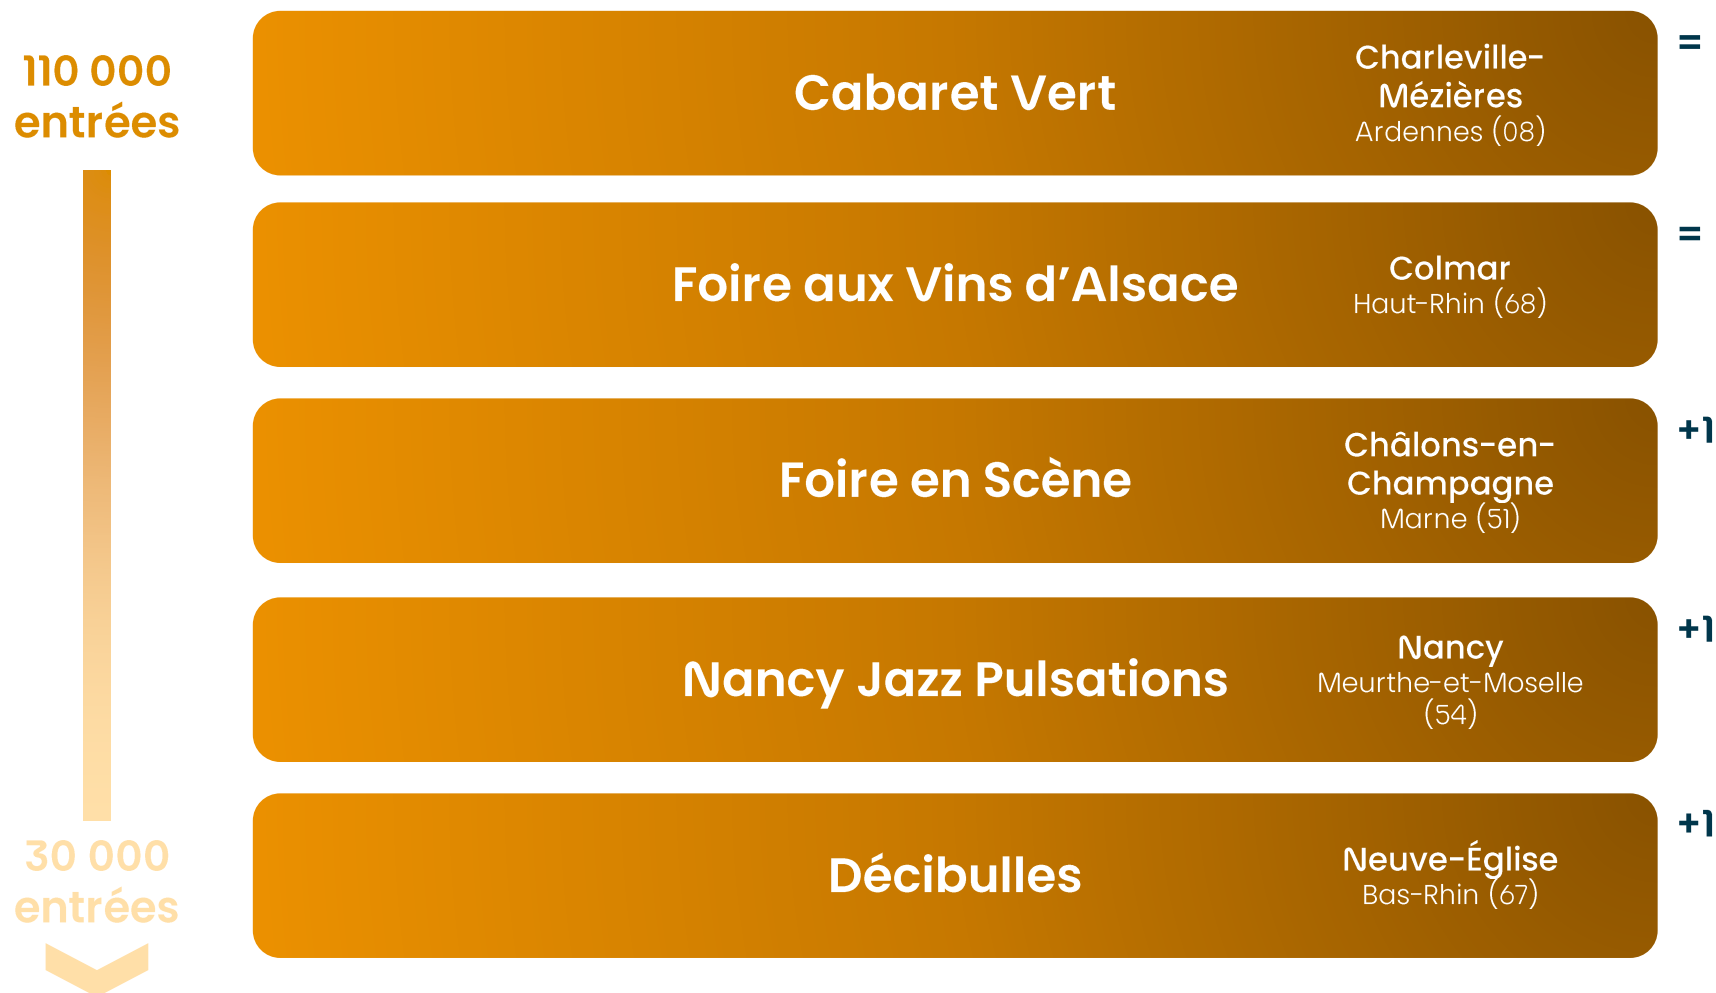 110 000
entrées
Cabaret Vert
Charleville-
Mézières
Ardennes (08)
=
Foire aux Vins d’Alsace
Colmar
Haut-Rhin (68)
=
Foire en Scène
Châlons-en-
Champagne
Marne (51)
+1
Nancy Jazz Pulsations
Nancy
Meurthe-et-Moselle
(54)
+1
Décibulles
Neuve-Église
Bas-Rhin (67)
+1
30 000
entrées